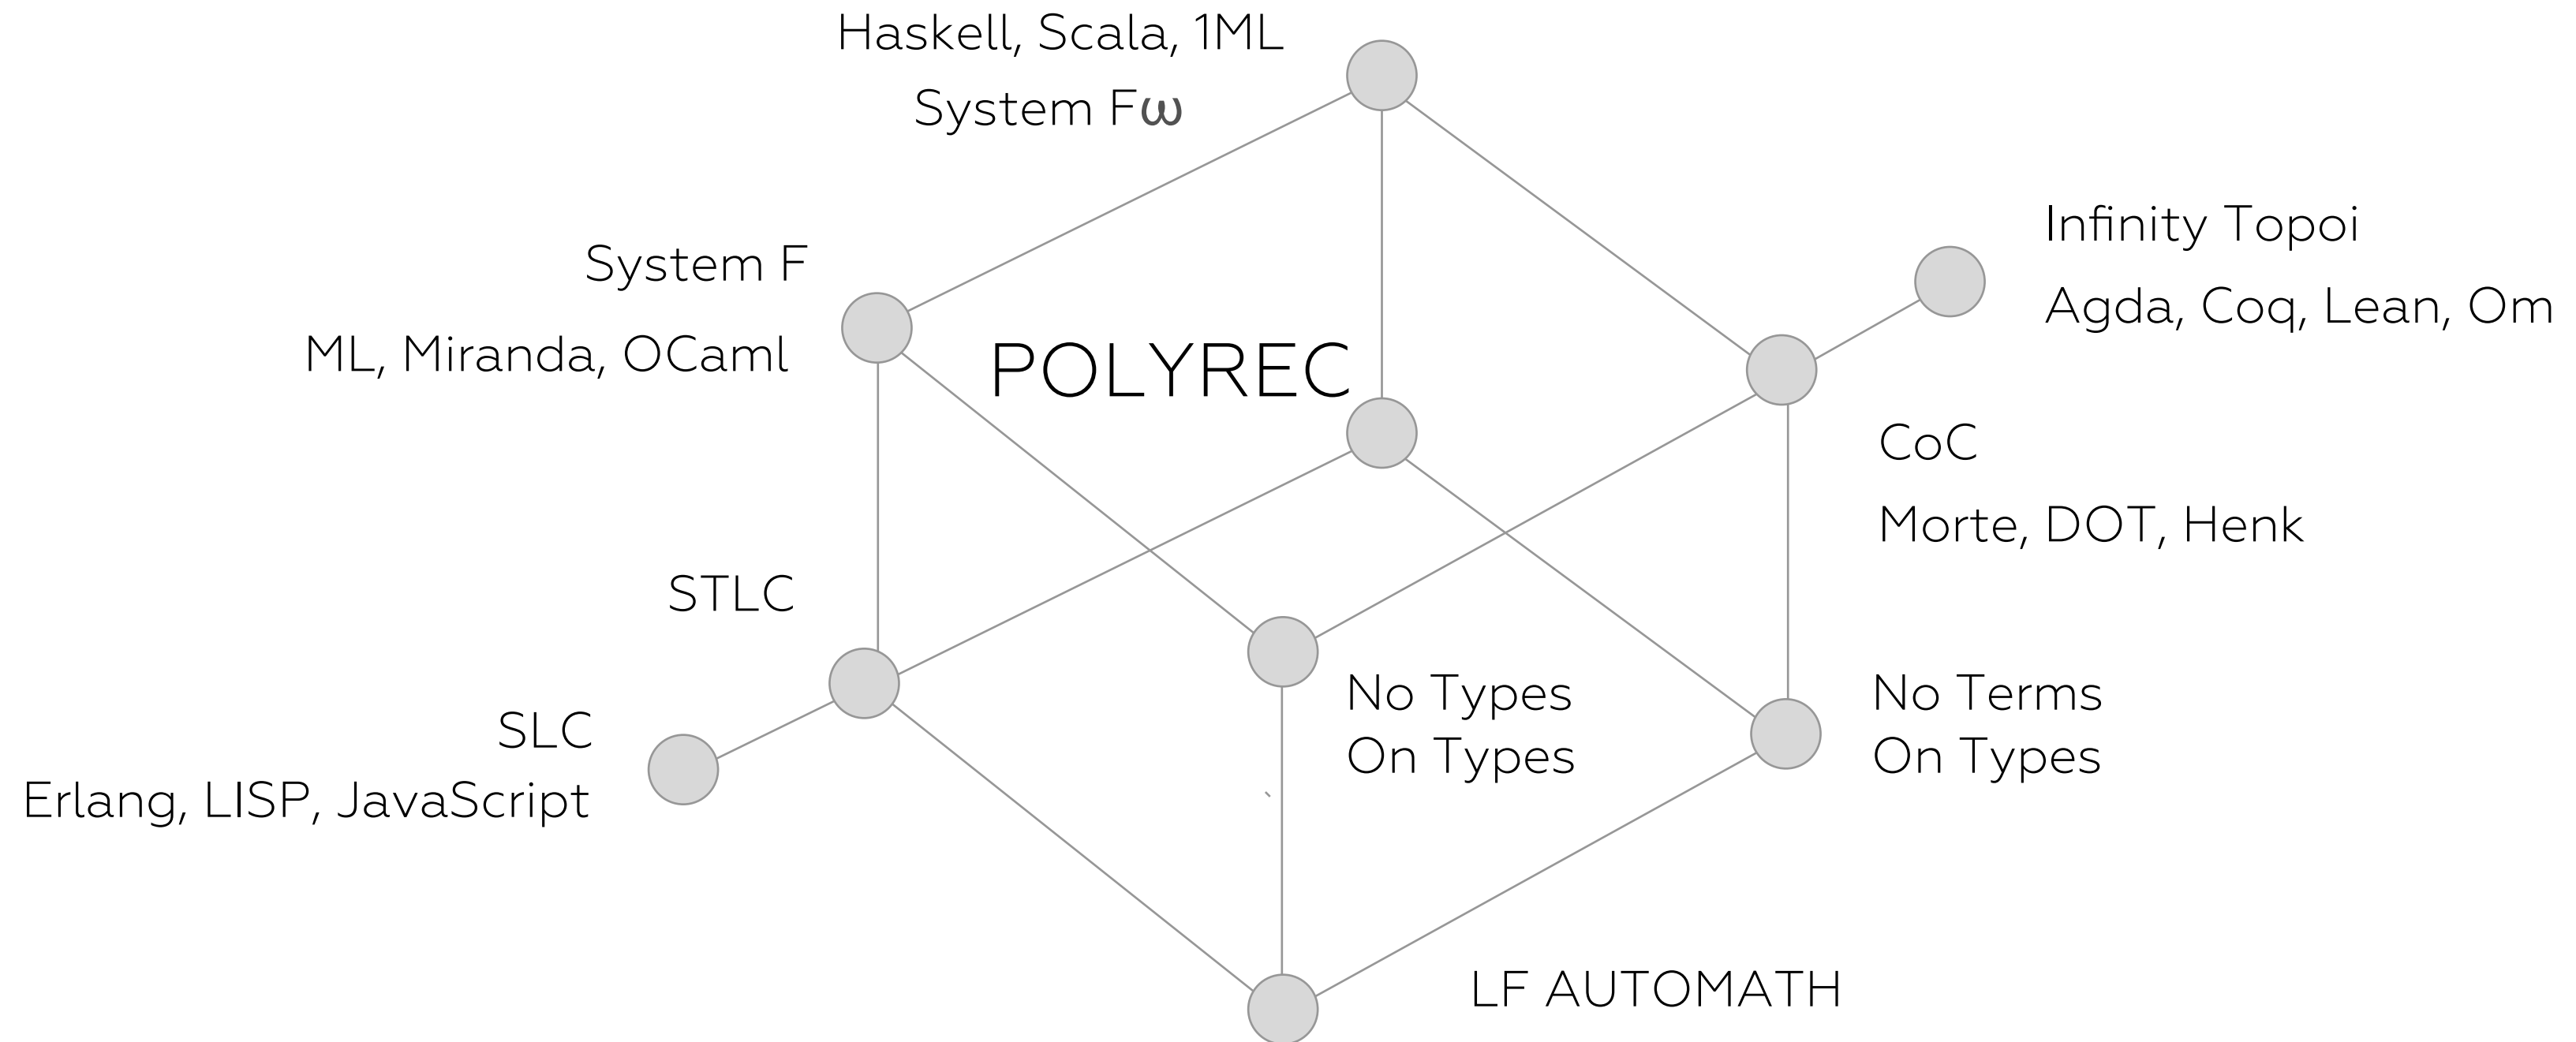 Haskell, Scala, 1ML
System Fω
Infinity Topoi
Agda, Coq, Lean, Om
System F
ML, Miranda, OCaml
POLYREC
CoC
Morte, DOT, Henk
STLC
SLC
Erlang, LISP, JavaScript
No Types
On Types
No Terms
On Types
LF AUTOMATH